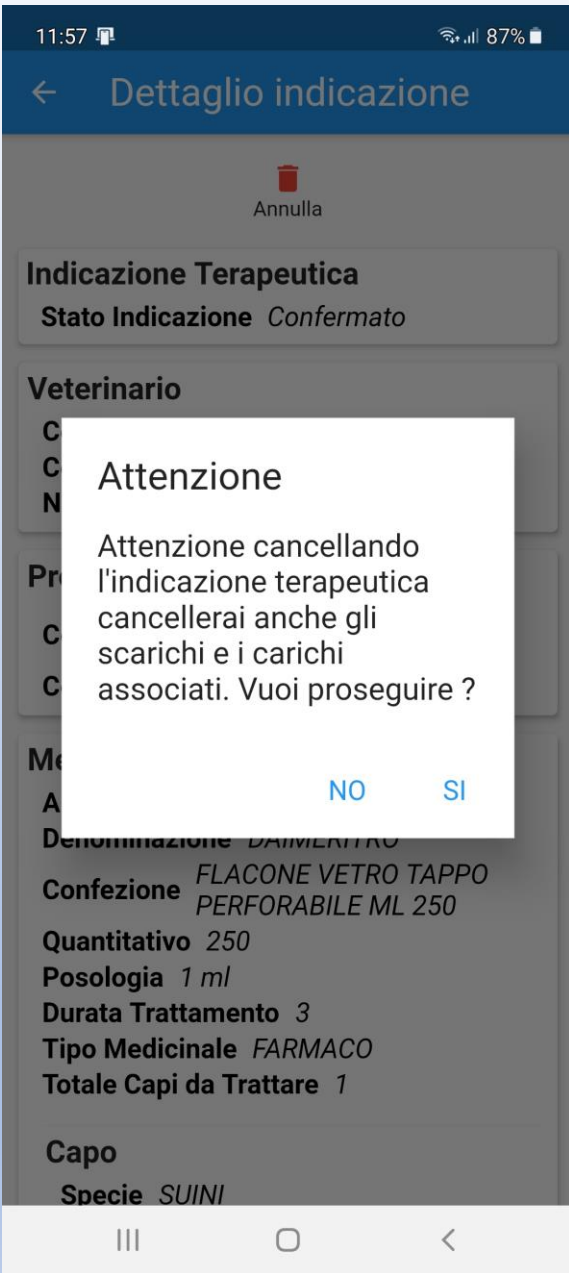 11:57
87%
Dettaglio indicazione
Annulla
Indicazione Terapeutica
Stato Indicazione Confermato
Veterinario
Attenzione
Attenzione cancellando
l'indicazione terapeutica
cancellerai anche gli
scarichi e i carichi
associati. Vuoi proseguire ?
NO SI
Denominazione DAIMERITRO
Confezione FLACONE VETRO TAPPO
PERFORABILE ML 250
Quantitativo 250
Posologia 1 ml
Durata Trattamento 3
Tipo Medicinale FARMACO
Totale Capi da Trattare 1
Capo
Specie SUINI